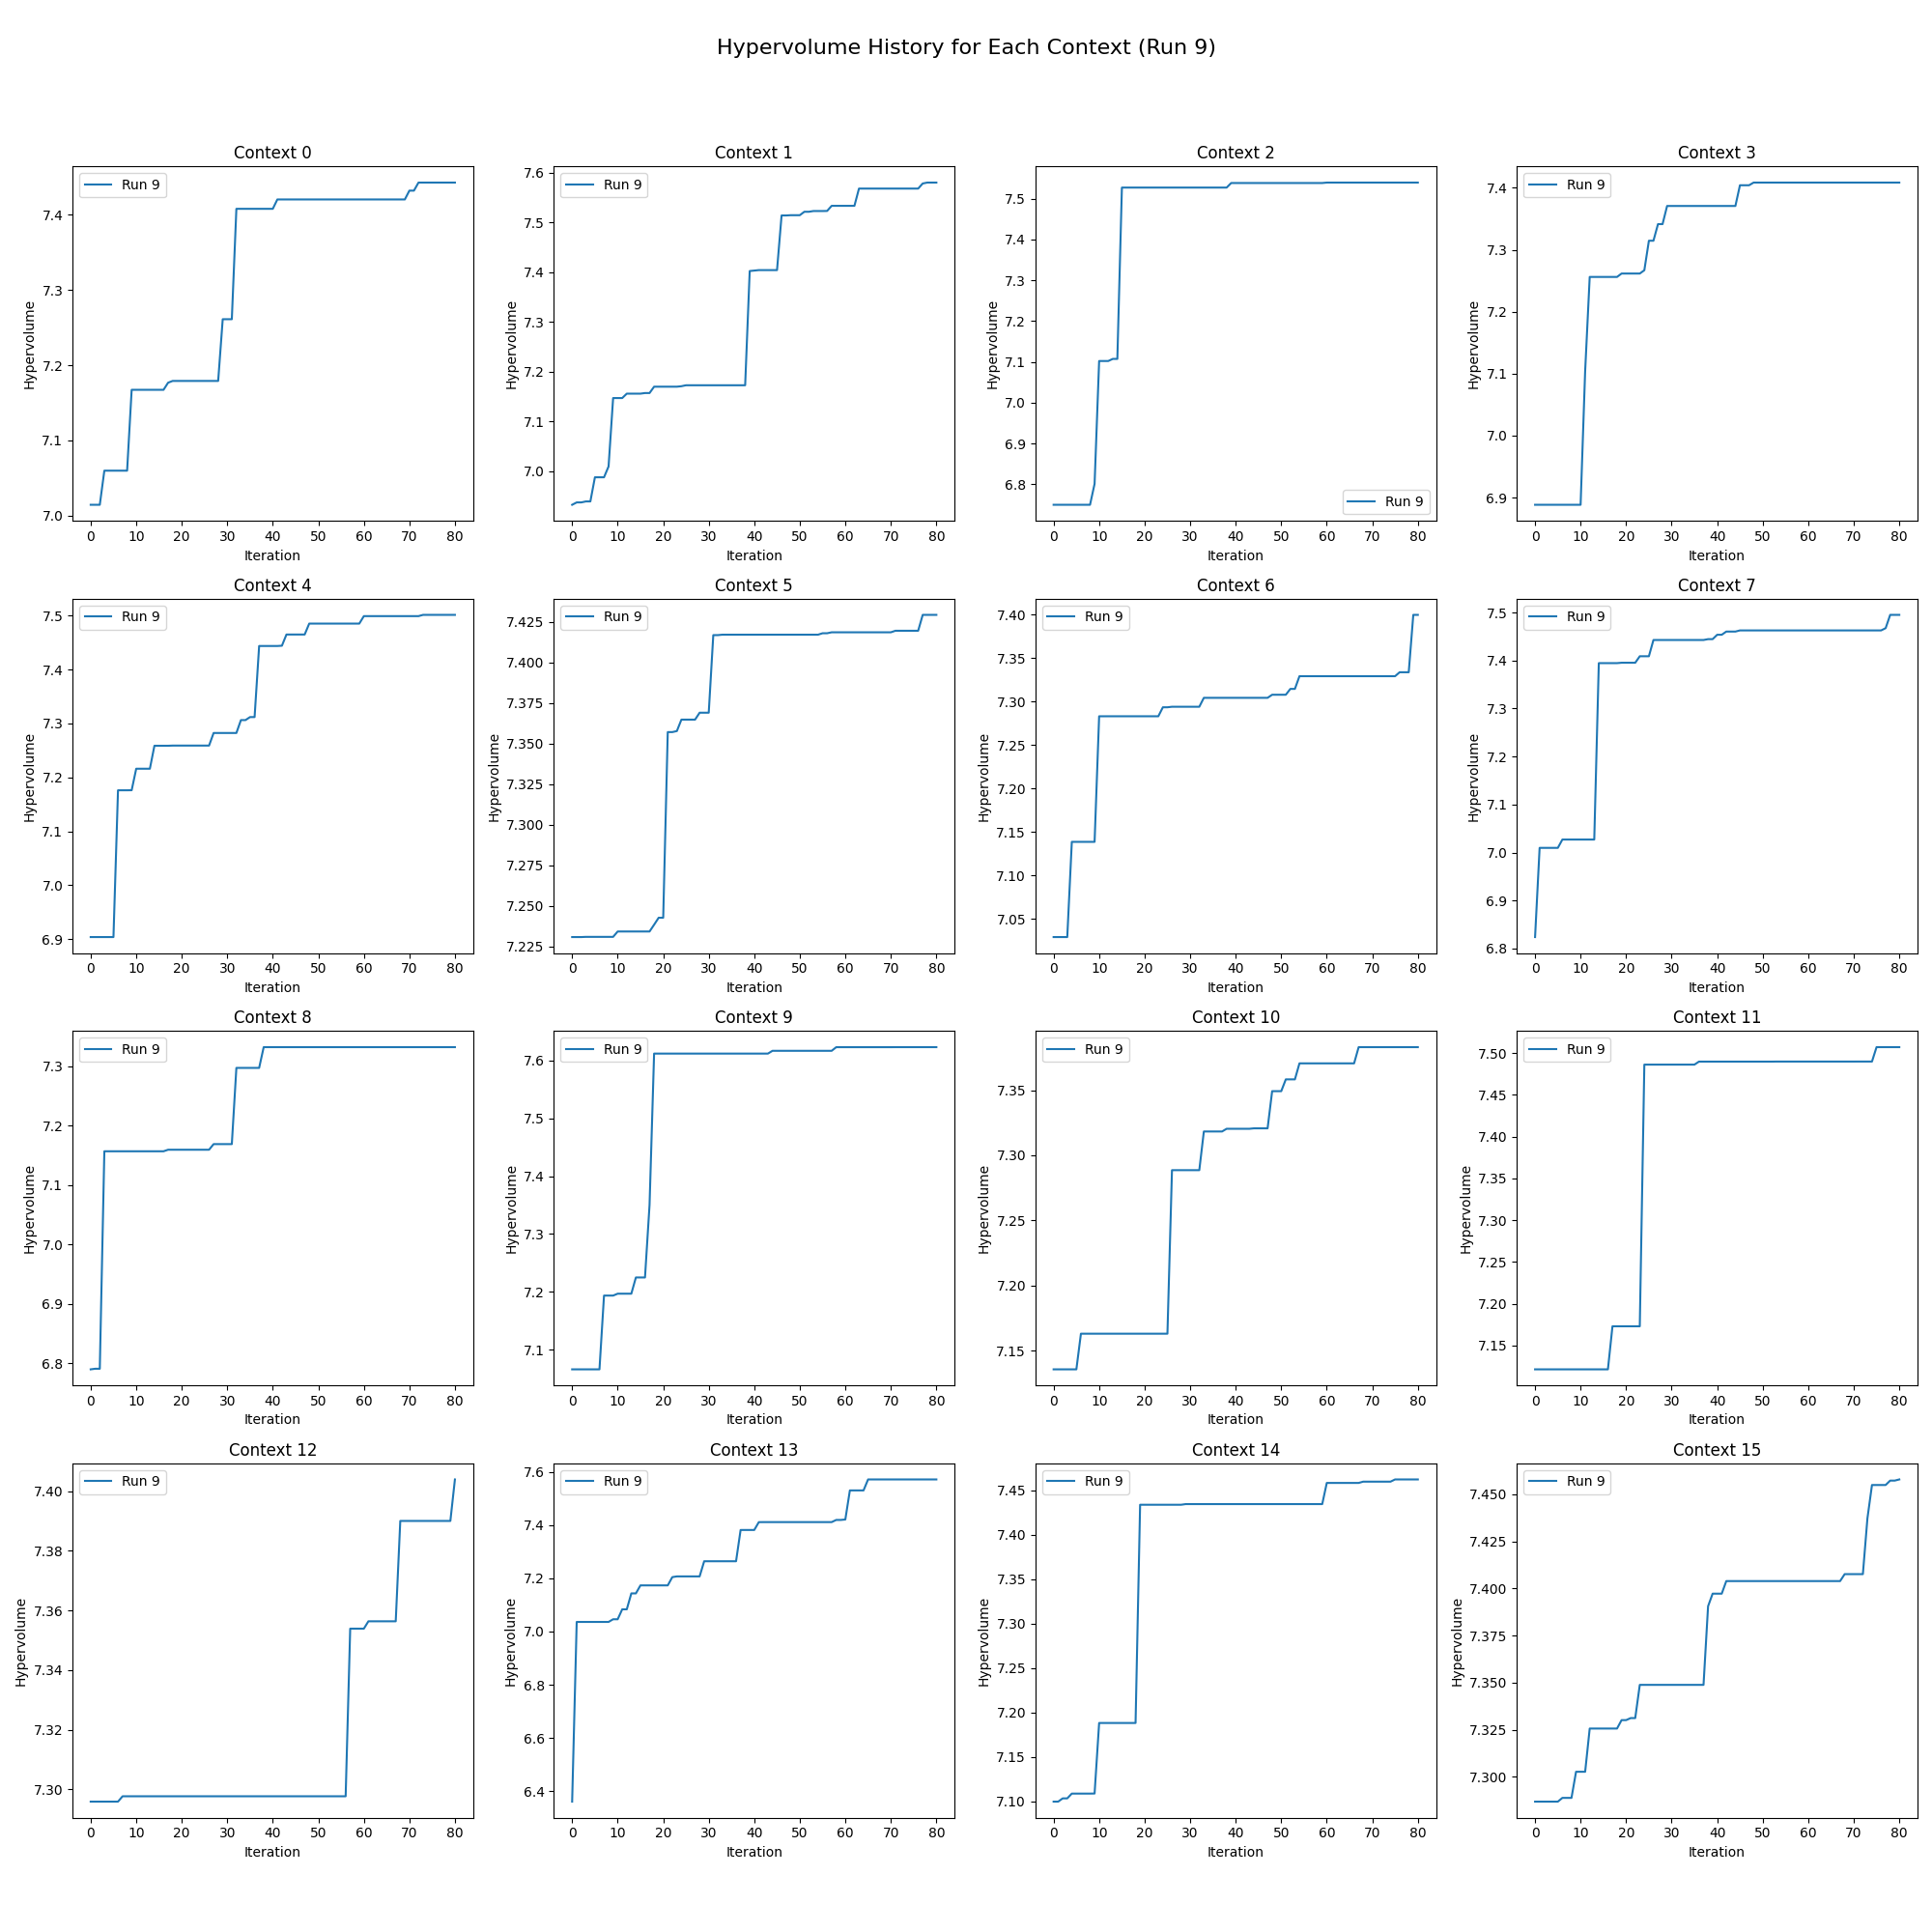 Hypervolume History for Each Context (Run 9)
Context 0
Run 9
7.4
7.3
7.2
7.1
7.0
Hypervolume
0 10 20 30 40 50 60 70 80
Iteration
Context 1
Run 9
7.6
7.5
7.4
7.3
7.2
7.1
7.0
Hypervolume
0 10 20 30 40 50 60 70 80
Iteration
Context 2
Run 9
7.5
7.4
7.3
7.2
7.1
7.0
6.9
6.8
Hypervolume
0 10 20 30 40 50 60 70 80
Iteration
Context 3
Run 9
7.4
7.3
7.2
7.1
7.0
6.9
Hypervolume
0 10 20 30 40 50 60 70 80
Iteration
Context 4
Run 9
7.5
7.4
7.3
7.2
7.1
7.0
6.9
Hypervolume
0 10 20 30 40 50 60 70 80
Iteration
Context 5
Run 9
7.425
7.400
7.375
7.350
7.325
7.300
7.275
7.250
7.225
Hypervolume
0 10 20 30 40 50 60 70 80
Iteration
Context 6
Run 9
7.40
7.35
7.30
7.25
7.20
7.15
7.10
7.05
Hypervolume
0 10 20 30 40 50 60 70 80
Iteration
Context 7
Run 9
7.5
7.4
7.3
7.2
7.1
7.0
6.9
6.8
Hypervolume
0 10 20 30 40 50 60 70 80
Iteration
Context 8
Run 9
7.3
7.2
7.1
7.0
6.9
6.8
Hypervolume
0 10 20 30 40 50 60 70 80
Iteration
Context 9
Run 9
7.6
7.5
7.4
7.3
7.2
7.1
Hypervolume
0 10 20 30 40 50 60 70 80
Iteration
Context 10
Run 9
7.35
7.30
7.25
7.20
7.15
Hypervolume
0 10 20 30 40 50 60 70 80
Iteration
Context 11
Run 9
7.50
7.45
7.40
7.35
7.30
7.25
7.20
7.15
Hypervolume
0 10 20 30 40 50 60 70 80
Iteration
Context 12
Run 9
7.40
7.38
7.36
7.34
7.32
7.30
Hypervolume
0 10 20 30 40 50 60 70 80
Iteration
Context 13
Run 9
7.6
7.4
7.2
7.0
6.8
6.6
6.4
Hypervolume
0 10 20 30 40 50 60 70 80
Iteration
Context 14
Run 9
7.45
7.40
7.35
7.30
7.25
7.20
7.15
7.10
Hypervolume
0 10 20 30 40 50 60 70 80
Iteration
Context 15
Run 9
7.450
7.425
7.400
7.375
7.350
7.325
7.300
Hypervolume
0 10 20 30 40 50 60 70 80
Iteration